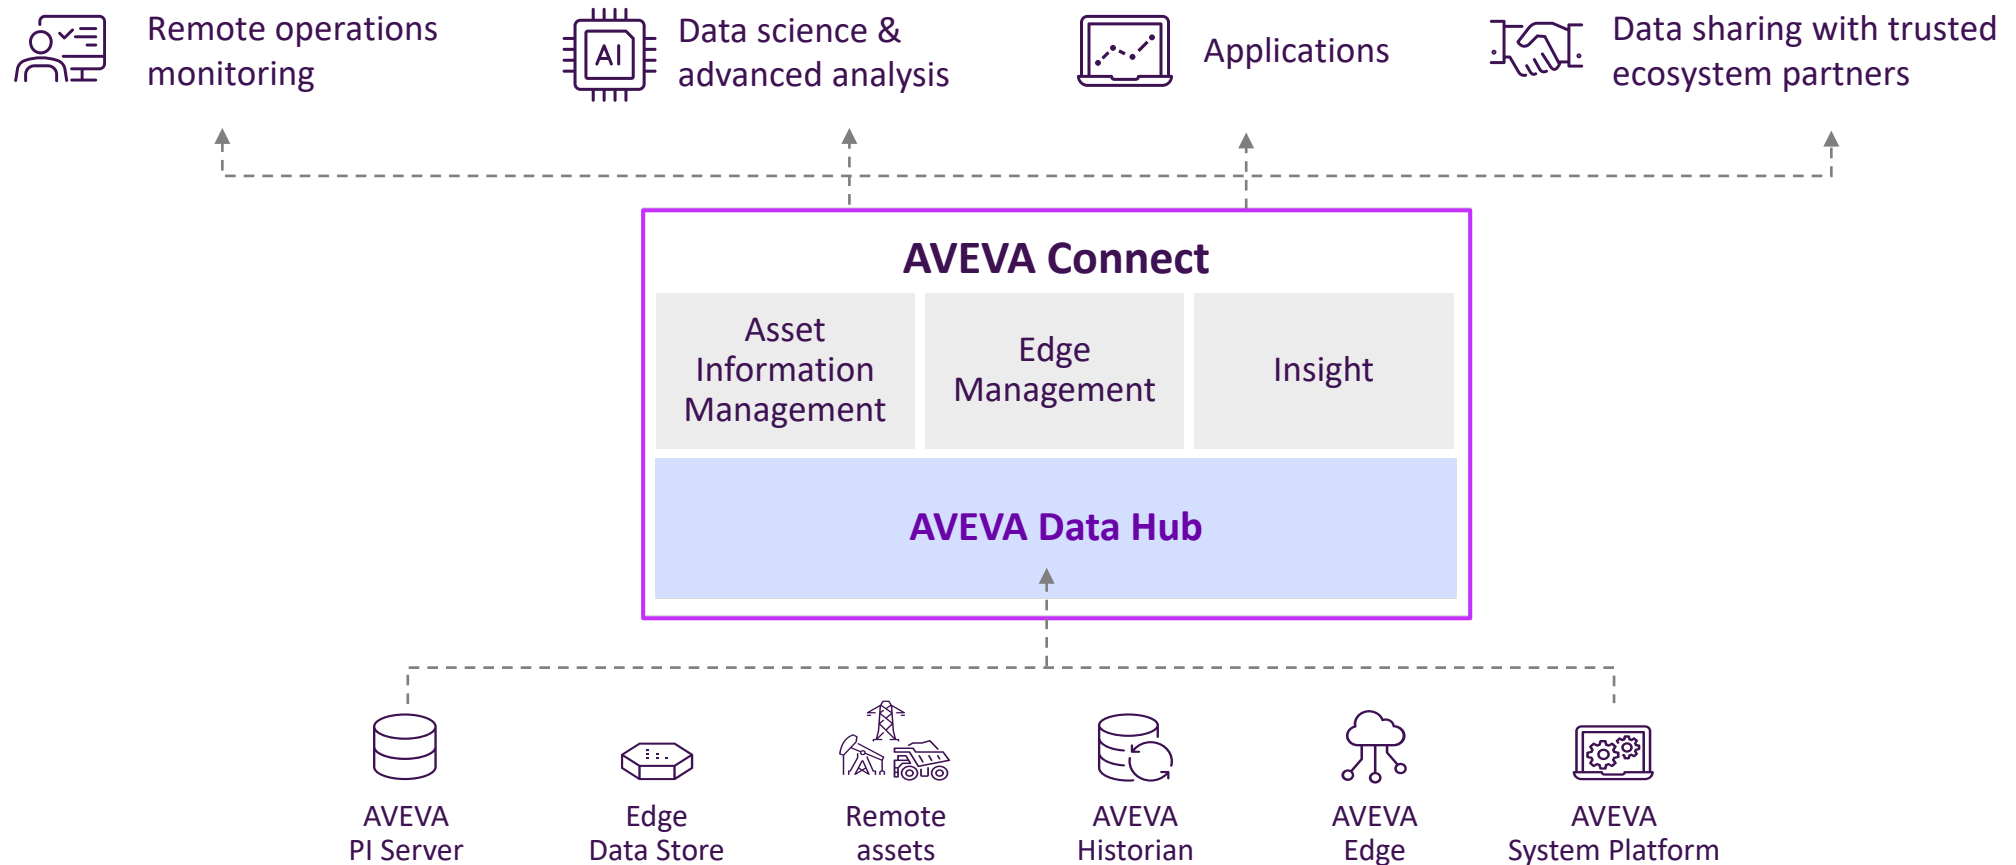 Remote operations
monitoring
AI
Data science &
advanced analysis
Applications
Data sharing with trusted
ecosystem partners
AVEVA Connect
Asset
Information
Management
Edge
Management
Insight
AVEVA Data Hub
AVEVA
PI Server
Edge
Data Store
Remote
assets
AVEVA
Historian
AVEVA
Edge
AVEVA
System Platform